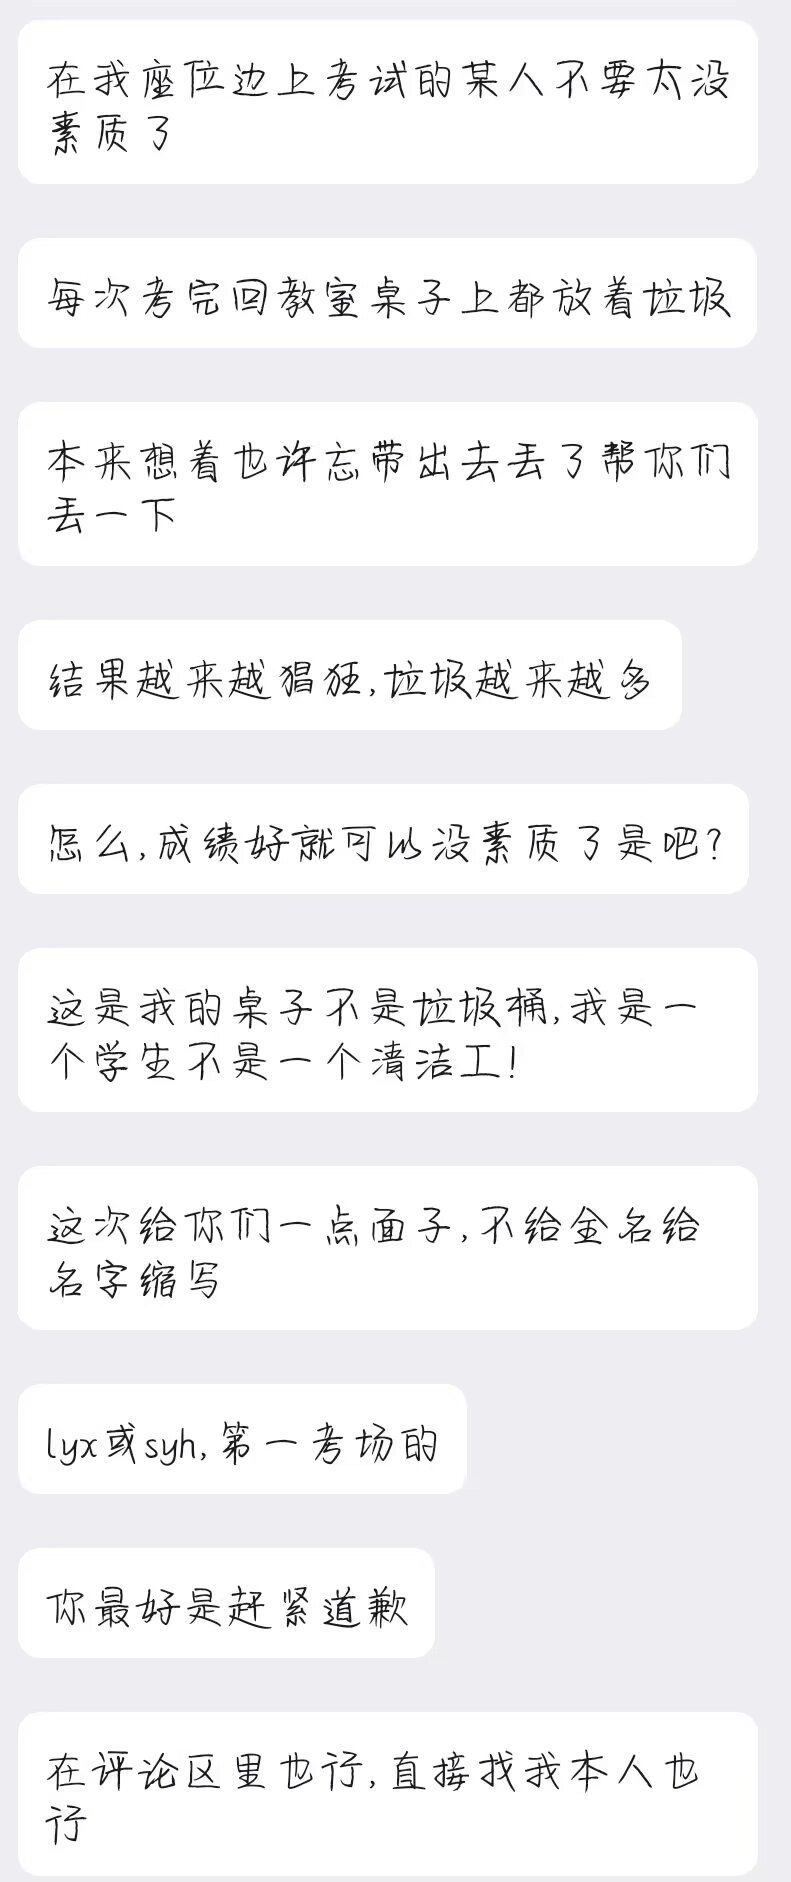 在我座位边上考试的某人不要太没
素质了
每次考完回教室桌子上都放着垃圾
本来想着也许忘带出去丢了帮你们
丢一下
结果越来越猖狂,垃圾越来越多
怎么,成绩好就可以没素质了是吧?
这是我的桌子不是垃圾桶,我是一
个学生不是一个清洁工!
这次给你们一点面子,不给全名给
名字缩写
lyx或syh,第一考场的
你最好是赶紧道歉
在评论区里也行,直接找我本人也
行